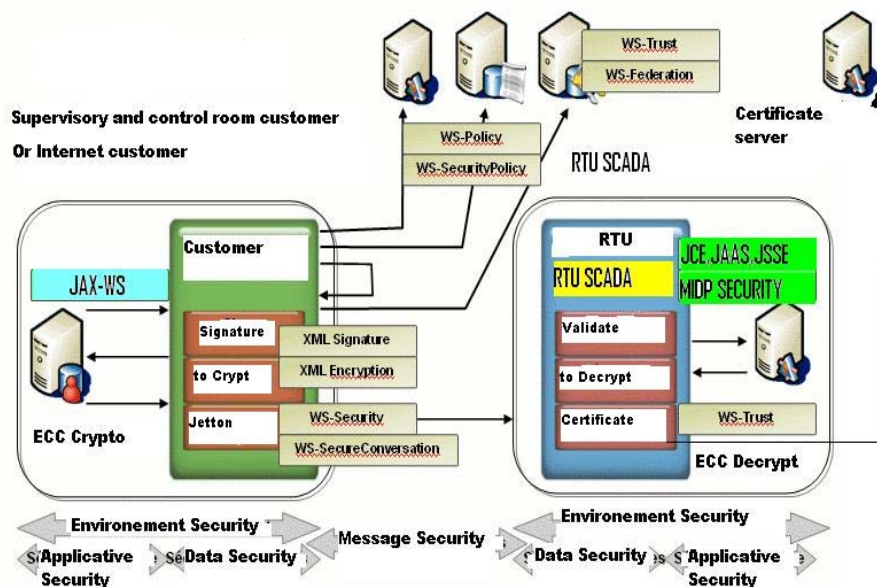 WS-Trust
WS-Federation
Supervisory and control room customer
Or Internet customer
Certificate
server
WS-Policy
WS-SecurityPolicy
RTU SCADA
Customer
RTU
JCE,JAAS,JSSE
JAX-WS
RTU SCADA
MIDP SECURITY
Signature
XML Signature
Validate
to Crypt
XML Encryption
to Decrypt
Jetton
WS-Security
Certificate
WS-Trust
ECC Crypto
WS-SecureConversation
ECC Decrypt
Environement Security
Message Security
Environement Security
Applicative
Security
Data Security
Data Security
Applicative
Security